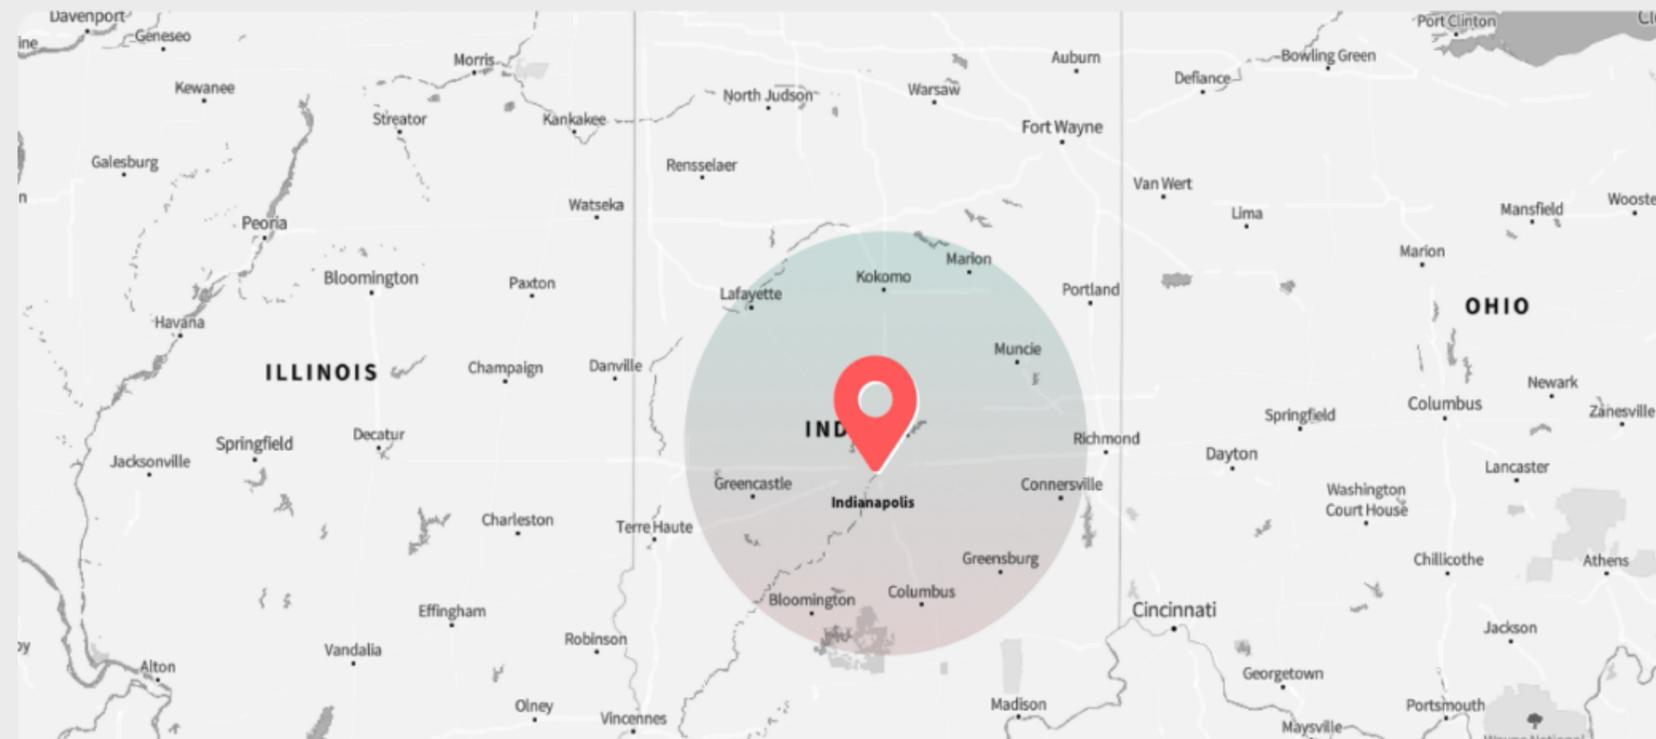 Davenport
Port Clinton
Geneseo
Auburn
Bowling Green
Morris
Defiance
Kewanee
North Judson
Warsaw
Streator
Kankakee
Fort Wayne
Galesburg
Rensselaer
Van Wert
Watseka
Lima
Mansfield
Peoria
Marion
Marion
Bloomington
Paxton
Kokomo
Lafayette
Portland
OHIO
Havana
Muncie
ILLINOIS
Champaign
Danville
Newark
Columbus
Springfield
Zanesville
IND
Decatur
Springfield
Richmond
Jacksonville
Dayton
Lancaster
Greencastle
Connersville
Washington
Court House
Indianapolis
Charleston
Terre Haute
Greensburg
Chillicothe
Athens
Columbus
Bloomington
Effingham
Cincinnati
Robinson
Jackson
Vandalia
Alton
Georgetown
Olney
Madison
Portsmouth
Vincennes
Maysville